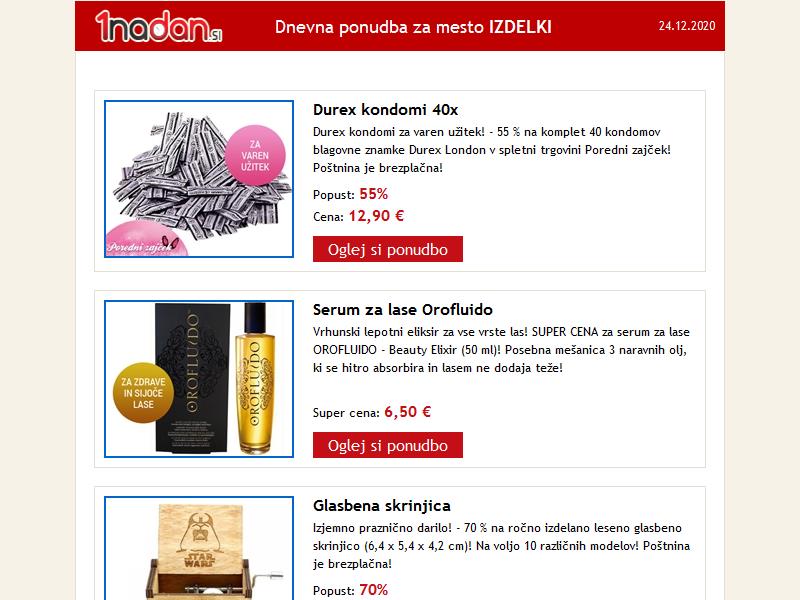 1nadan.si
Dnevna ponudba za mesto IZDELKI
24.12.2020
Durex kondomi 40x
Durex kondomi za varen užitek! - 55 % na komplet 40 kondomov
blagovne znamke Durex London v spletni trgovini Poredni zajček!
Poštnina je brezplačna!
Popust: 55%
Cena: 12,90 €
Oglej si ponudbo
ZA
VAREN
UŽITEK
Poredni zajček
Serum za lase Orofluido
Vrhunski lepotni eliksir za vse vrste las! SUPER CENA za serum za lase
OROFLUIDO - Beauty Elixir (50 ml)! Posebna mešanica 3 naravnih olj,
ki se hitro absorbira in lasem ne dodaja teže!
Super cena: 6,50 €
Oglej si ponudbo
ZA ZDRAVE
IN SIJOČE
LASE
OROFLUIDO
OROFLUIDO
Glasbena skrinjica
Izjemno praznično darilo! - 70 % na ročno izdelano leseno glasbeno
skrinjico (6,4 x 5,4 x 4,2 cm)! Na voljo 10 različnih modelov! Poštnina
je brezplačna!
Popust: 70%
STAR
WARS